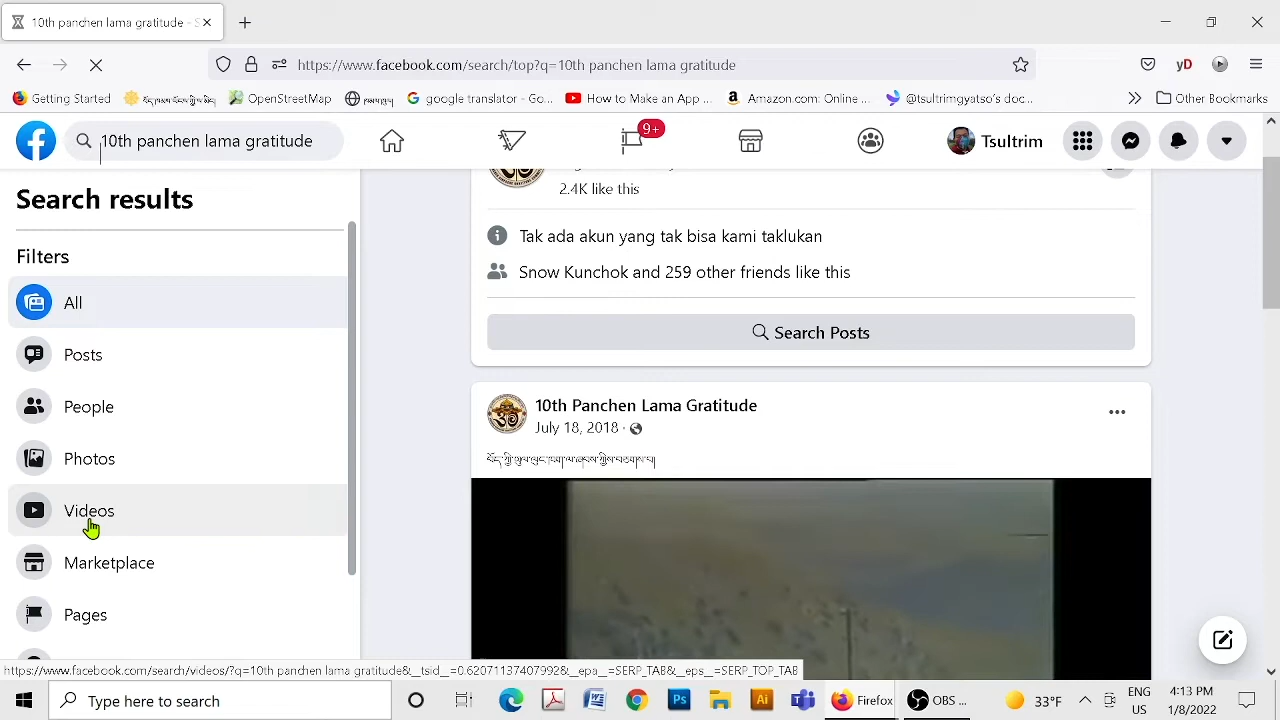 10th panchen lama gratitude - S
https://www.facebook.com/search/top?q=10th panchen lama gratitude
Getting Started
OpenStreetMap
google translator - Go...
How to Make an App ...
Amazon.com: Online ...
@tsultrimgyatso's doc...
Other Bookmarks
10th panchen lama gratitude
9+
Tsultrim
Search results
Filters
All
Posts
People
Photos
Videos
Marketplace
Pages
2.4K like this
Tak ada akun yang tak bisa kami taklukan
Snow Kunchok and 259 other friends like this
Search Posts
10th Panchen Lama Gratitude
July 18, 2018 ·
https://www.facebook.com/search/videos/?q=10th panchen lama gratitude&__tsid__=0.62071137407992&__epa__=SERP_TAB&__eps__=SERP_TOP_TAB
Type here to search
Firefox
OBS ...
33°F
ENG
US
4:13 PM
1/8/2022